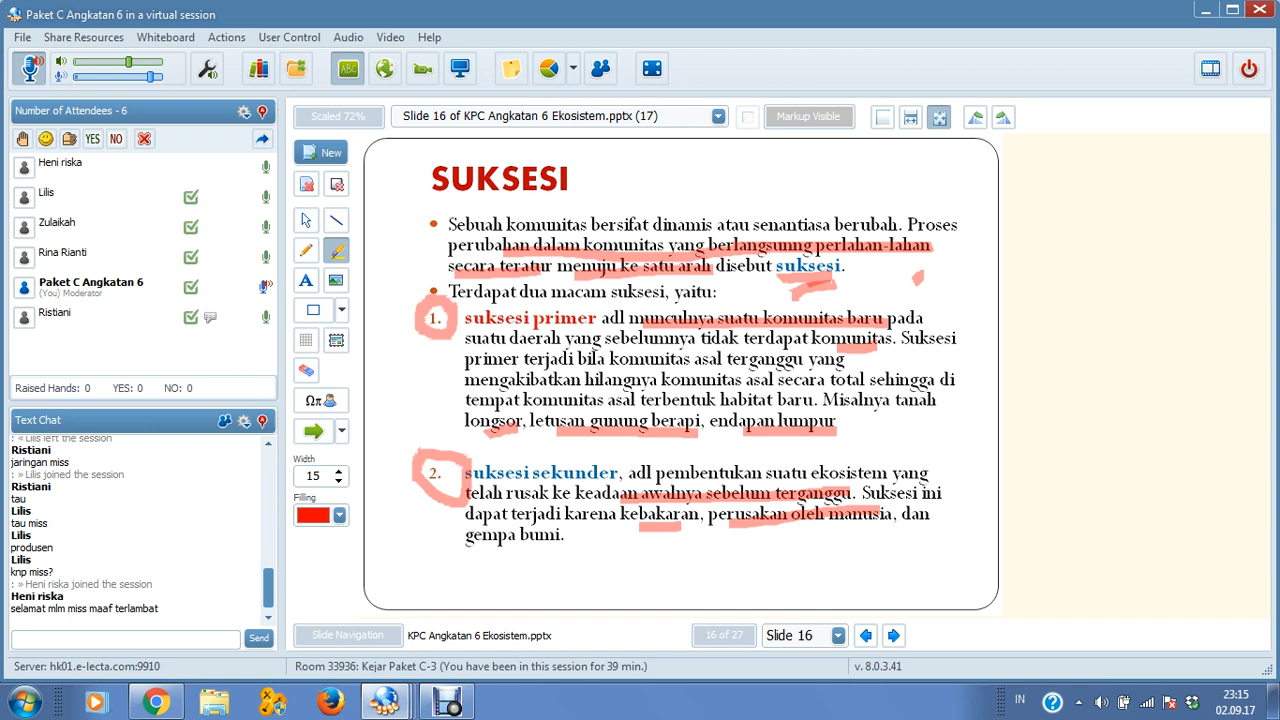 Paket C Angkatan 6 in a virtual session
File Share Resources Whiteboard Actions User Control Audio Video Help
ABC
Number of Attendees - 6
YES NO
Heni riska
Lilis
Zulaikah
Rina Rianti
Paket C Angkatan 6
(You) Moderator
Ristiani
Raised Hands: 0 YES: 0 NO: 0
Text Chat
: » Lilis left the session
Ristiani
jaringan miss
: » Lilis joined the session
Ristiani
tau
Lilis
tau miss
Lilis
produsen
Lilis
knp miss?
: » Heni riska joined the session
Heni riska
selamat mlm miss maaf terlambat
Send
Scaled 72% Slide 16 of KPC Angkatan 6 Ekosistem.pptx (17) Markup Visible
New
A
Ωπ
Width
15
Filling
SUKSESI
• Sebuah komunitas bersifat dinamis atau senantiasa berubah. Proses
perubahan dalam komunitas yang berlangsunng perlahan-lahan
secara teratur menuju ke satu arah disebut suksesi.
• Terdapat dua macam suksesi, yaitu:
1. suksesi primer adl munculnya suatu komunitas baru pada
suatu daerah yang sebelumnya tidak terdapat komunitas. Suksesi
primer terjadi bila komunitas asal terganggu yang
mengakibatkan hilangnya komunitas asal secara total sehingga di
tempat komunitas asal terbentuk habitat baru. Misalnya tanah
longsor, letusan gunung berapi, endapan lumpur
2. suksesi sekunder, adl pembentukan suatu ekosistem yang
telah rusak ke keadaan awalnya sebelum terganggu. Suksesi ini
dapat terjadi karena kebakaran, perusakan oleh manusia, dan
gempa bumi.
Slide Navigation KPC Angkatan 6 Ekosistem.pptx 16 of 27 Slide 16
Server: hk01.e-lecta.com:9910 Room 33936: Kejar Paket C-3 (You have been in this session for 39 min.) v. 8.0.3.41
IN 23:15
02.09.17